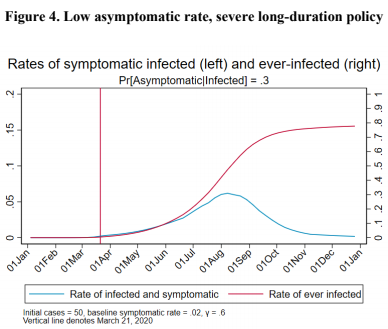 Figure 4. Low asymptotic rate, severe long-duration policy
Rates of symptomatic infected (left) and ever-infected (right)
Pr[Asymptomatic|Infected] = .3
.2
.15
.1
.05
0
1
.9
.8
.7
.6
.5
.4
.3
.2
.1
0
01Jan
01Feb
01Mar
01Apr
01May
01Jun
01Jul
01Aug
01Sep
01Oct
01Nov
01Dec
01Jan
Rate of infected and symptomatic
Rate of ever infected
Initial cases = 50, baseline symptomatic rate = .02, γ = .6
Vertical line denotes March 21, 2020